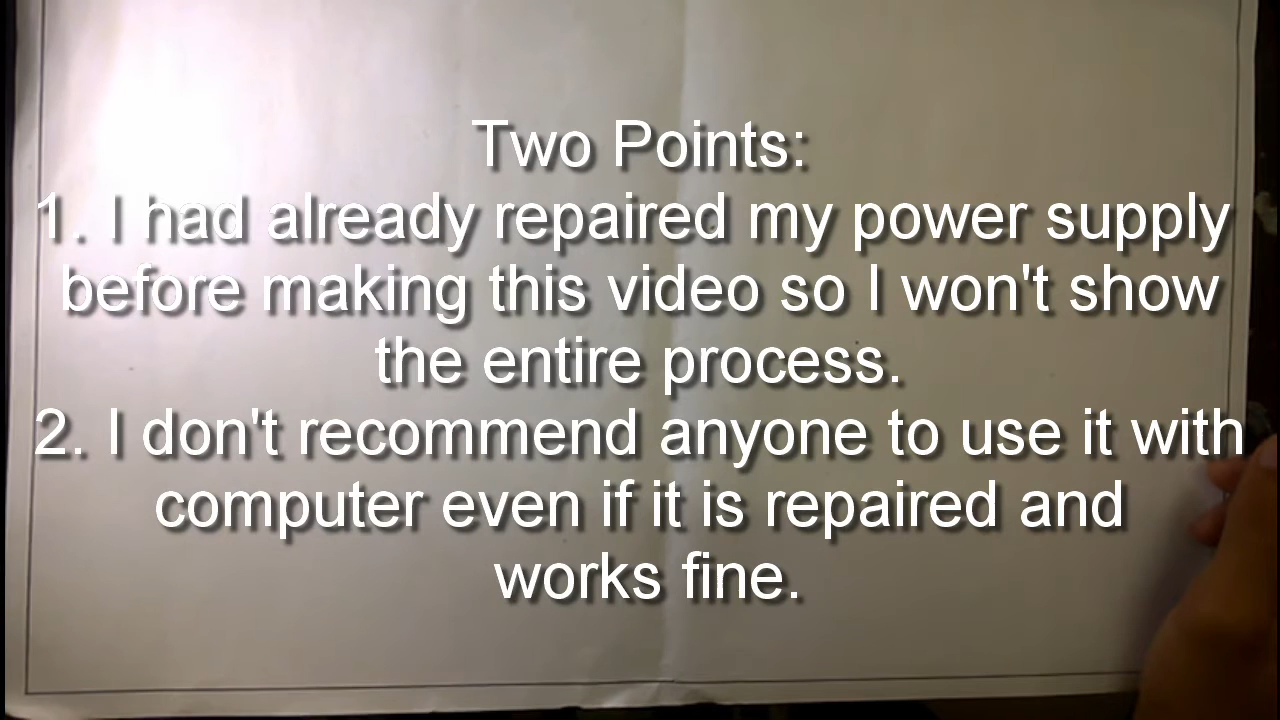 Two Points:
1. I had already repaired my power supply
before making this video so I won't show
the entire process.
2. I don't recommend anyone to use it with
computer even if it is repaired and
works fine.